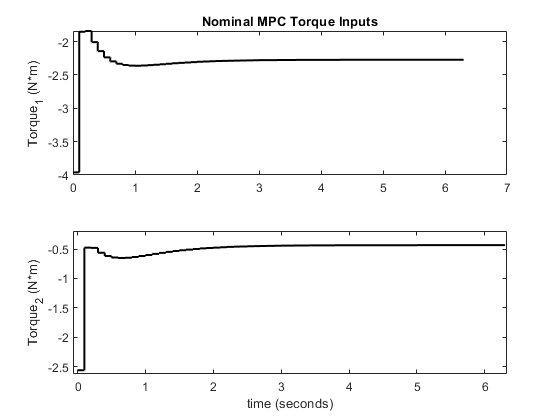 Nominal MPC Torque Inputs
Torque1 (N*m)
-2
-2.5
-3
-3.5
-4
0 1 2 3 4 5 6 7
Torque2 (N*m)
-0.5
-1
-1.5
-2
-2.5
0 1 2 3 4 5 6
time (seconds)